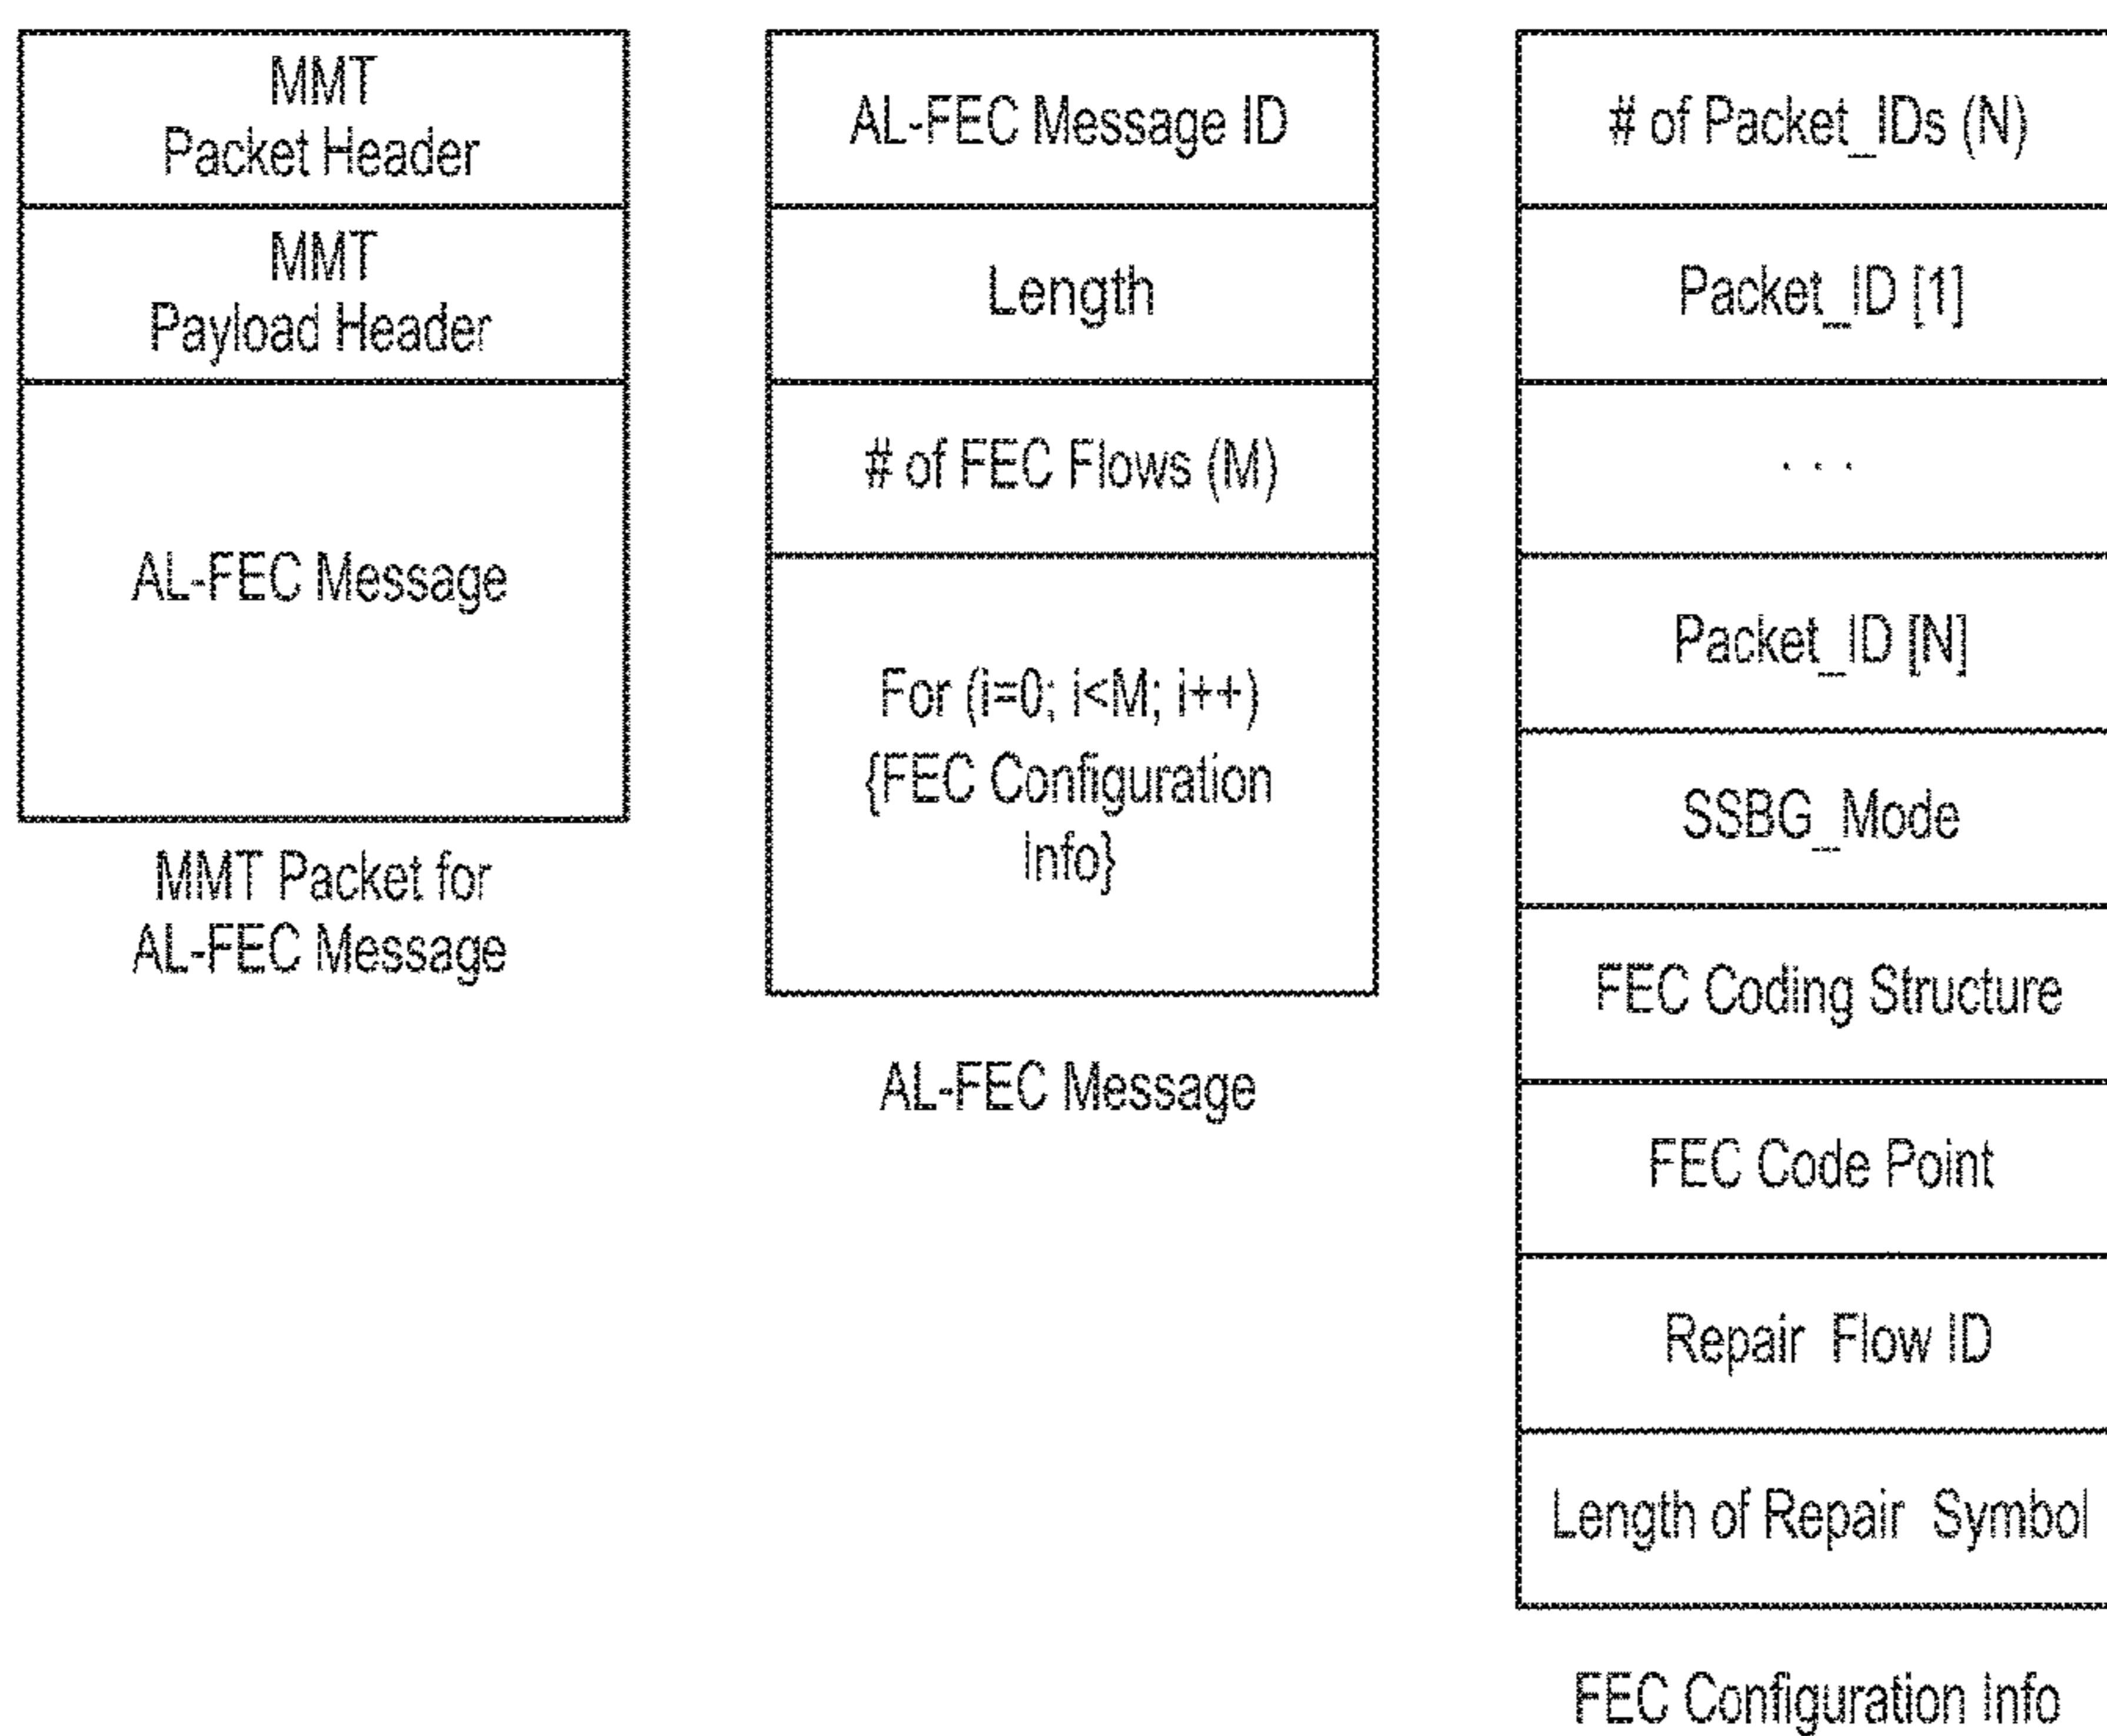 MMT
Packet Header
MMT
Payload Header
AL-FEC Message
MMT Packet for
AL-FEC Message
AL-FEC Message ID
Length
# of FEC Flows (M)
For (i=0; i<M; i++)
{FEC Configuration
Info}
AL-FEC Message
# of Packet_IDs (N)
Packet_ID [1]
. . .
Packet_ID [N]
SSBG_Mode
FEC Coding Structure
FEC Code Point
Repair Flow ID
Length of Repair Symbol
FEC Configuration Info